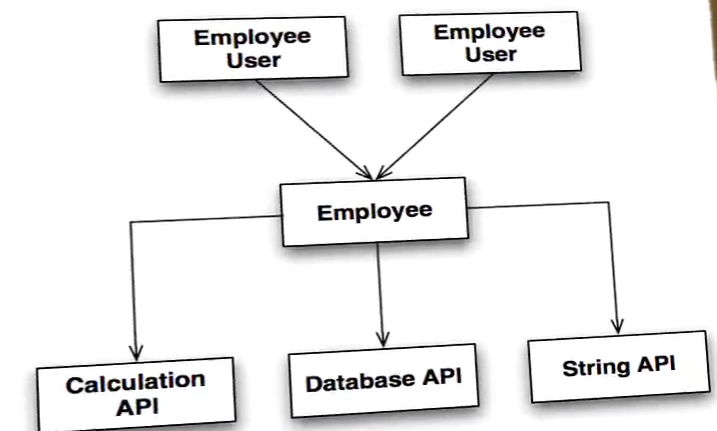 Employee
User
Employee
User
Employee
Calculation
API
Database API
String API